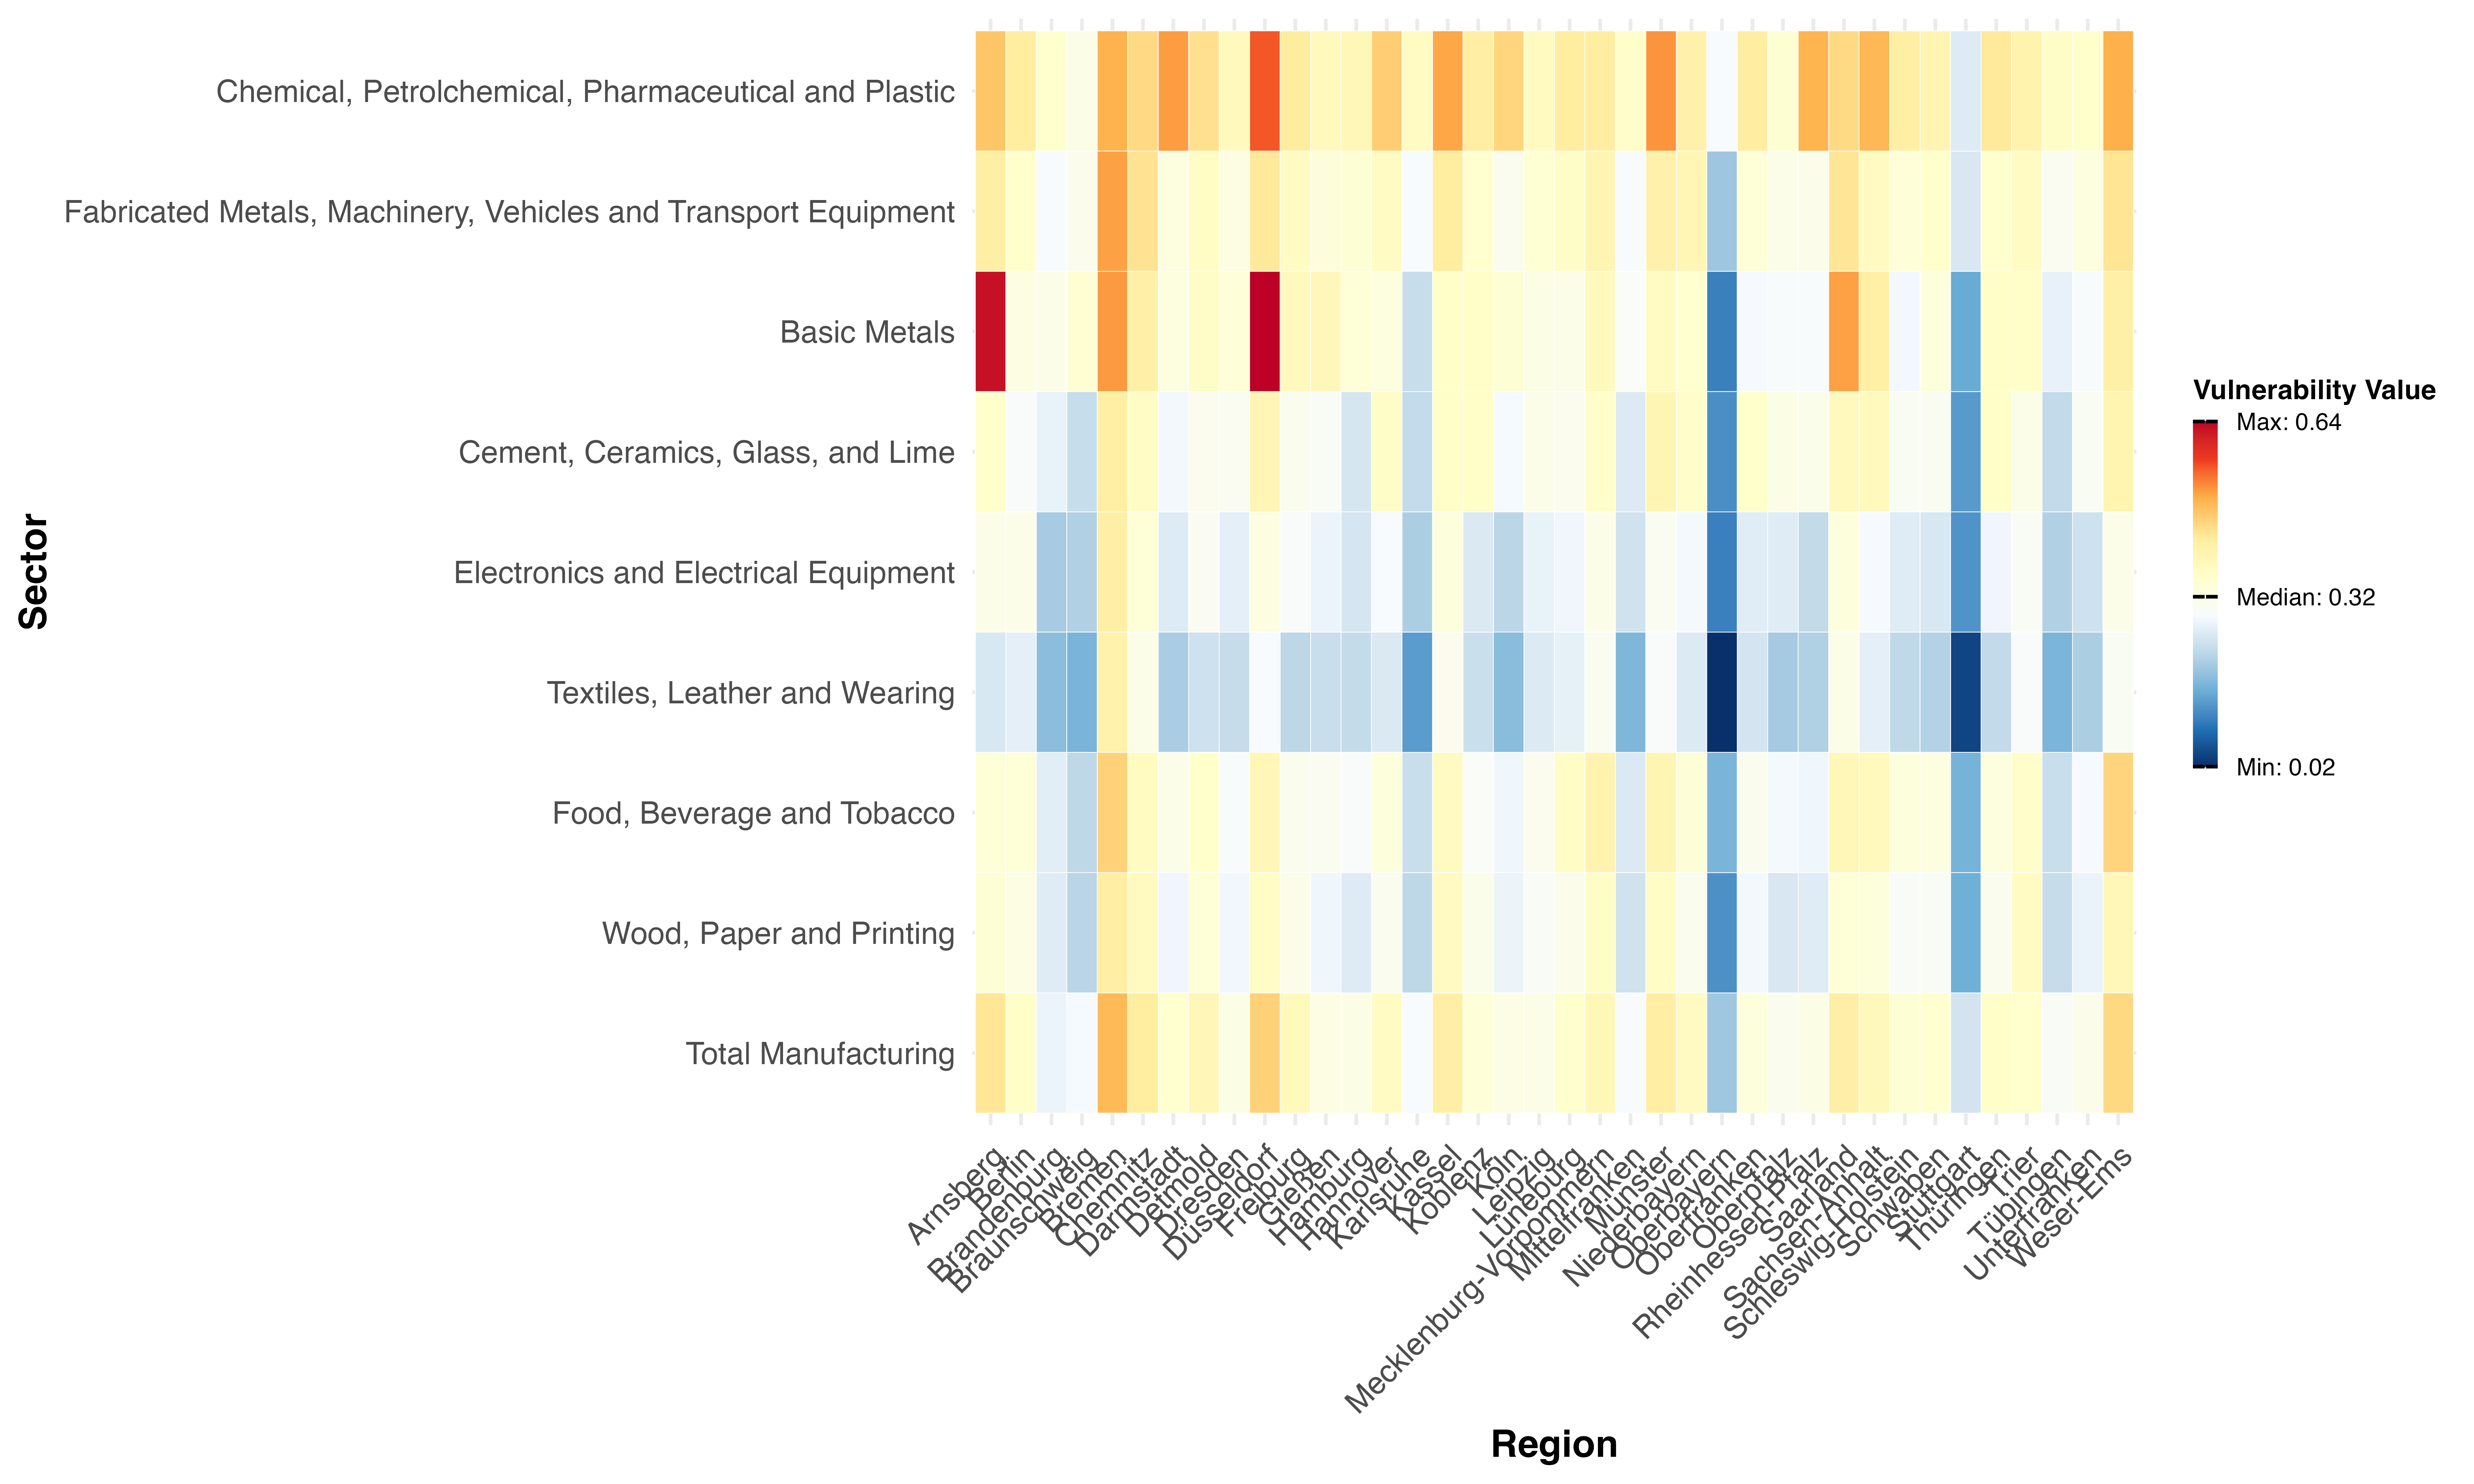 Chemical, Petrolchemical, Pharmaceutical and Plastic
Fabricated Metals, Machinery, Vehicles and Transport Equipment
Basic Metals
Cement, Ceramics, Glass, and Lime
Electronics and Electrical Equipment
Textiles, Leather and Wearing
Food, Beverage and Tobacco
Wood, Paper and Printing
Total Manufacturing
Sector
Vulnerability Value
Max: 0.64
Median: 0.32
Min: 0.02
Arnsberg
Berlin
Brandenburg
Braunschweig
Bremen
Chemnitz
Darmstadt
Detmold
Dresden
Düsseldorf
Freiburg
Gießen
Hamburg
Hannover
Karlsruhe
Kassel
Koblenz
Köln
Leipzig
Lüneburg
Mecklenburg-Vorpommern
Mittelfranken
Münster
Niederbayern
Oberbayern
Oberfranken
Oberpfalz
Rheinhessen-Pfalz
Saarland
Sachsen-Anhalt
Schleswig-Holstein
Schwaben
Stuttgart
Thüringen
Trier
Tübingen
Unterfranken
Weser-Ems
Region